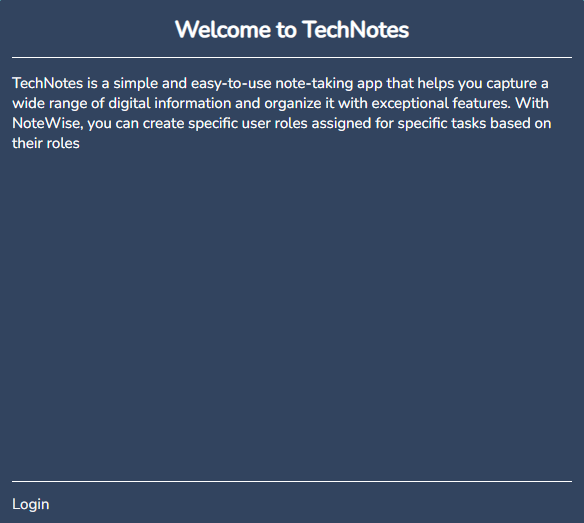 Welcome to TechNotes
TechNotes is a simple and easy-to-use note-taking app that helps you capture a
wide range of digital information and organize it with exceptional features. With
NoteWise, you can create specific user roles assigned for specific tasks based on
their roles
Login